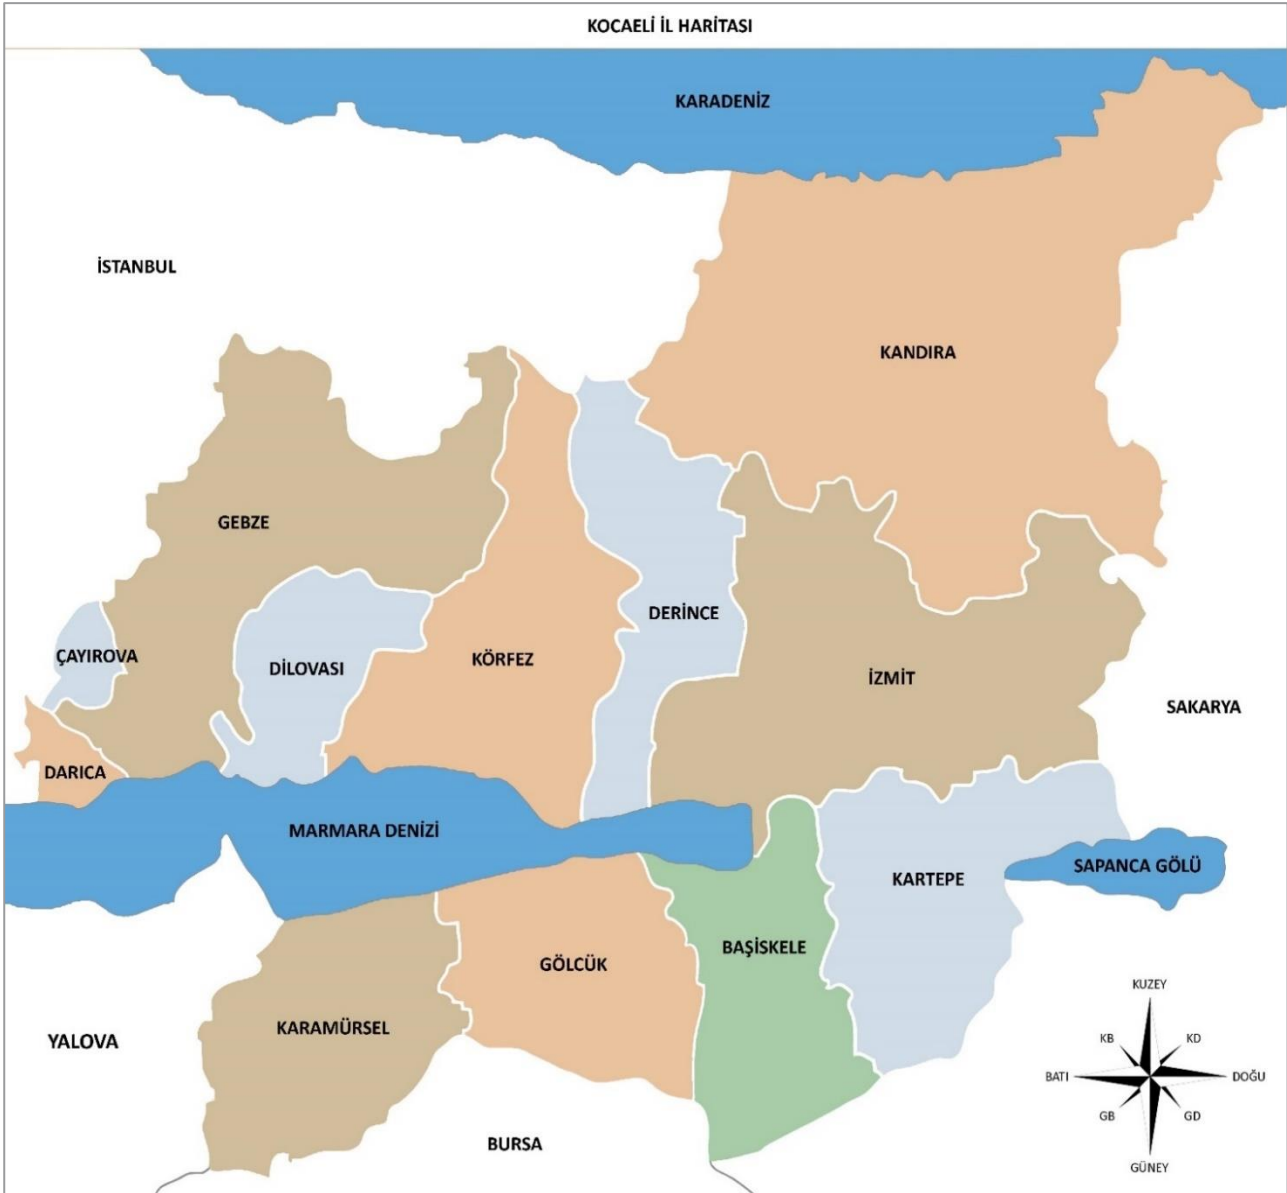 KOCAELİ İL HARİTASI
KARADENİZ
İSTANBUL
KANDIRA
GEBZE
DERİNCE
ÇAYIROVA
DİLOVASI
KÖRFEZ
İZMİT
SAKARYA
DARICA
MARMARA DENİZİ
SAPANCA GÖLÜ
KARTEPE
BAŞİSKELE
GÖLCÜK
KARAMÜRSEL
YALOVA
BURSA
KUZEY
KB
KD
BATI
DOĞU
GB
GD
GÜNEY